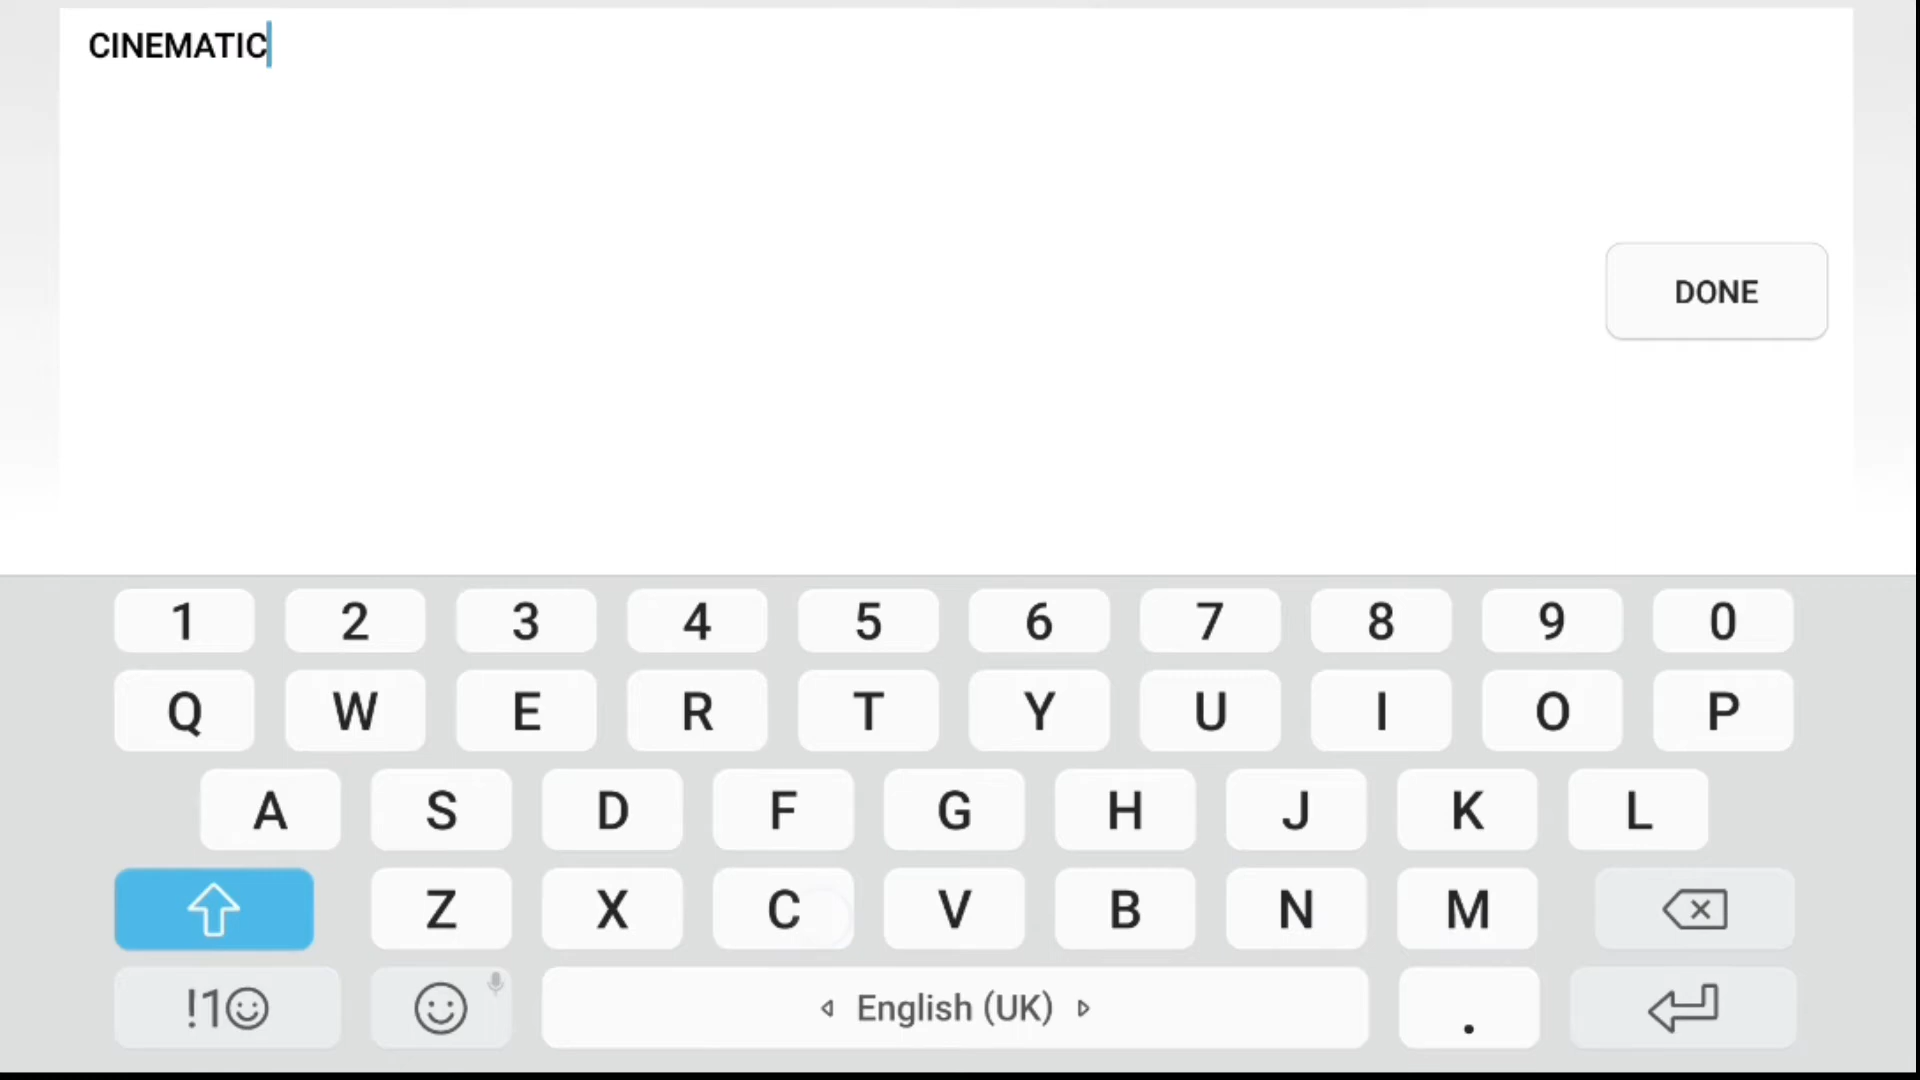 CINEMATIC
DONE
1 2 3 4 5 6 7 8 9 0
Q W E R T Y U I O P
A S D F G H J K L
Z X C V B N M
!1☺ English (UK) .